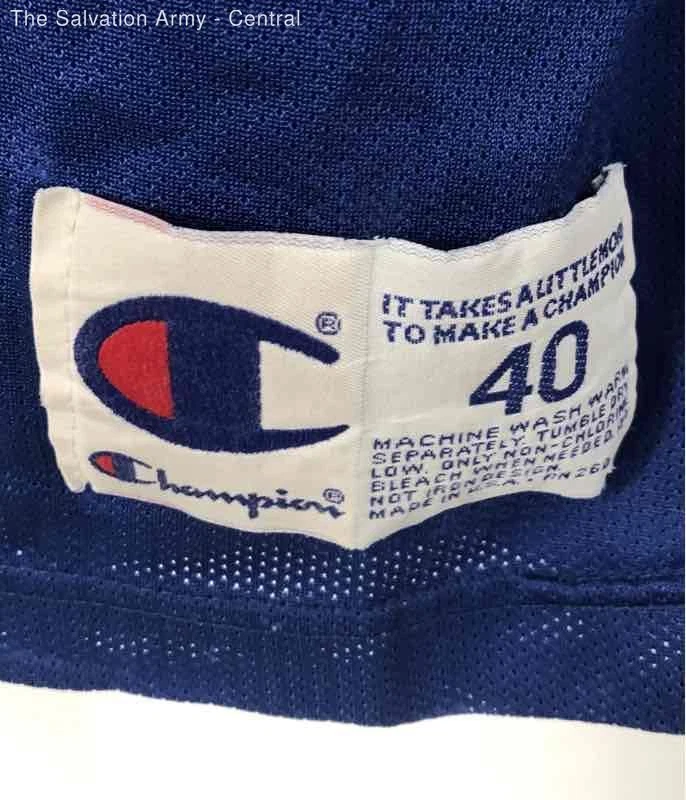 The Salvation Army - Central
®
IT TAKES A LITTLE MORE
TO MAKE A CHAMPION
40
Champion®
MACHINE WASH WARM
SEPARATELY. TUMBLE DRY
LOW. ONLY NON-CHLORINE
BLEACH WHEN NEEDED. DO
NOT IRON DESIGN.
MADE IN U.S.A.